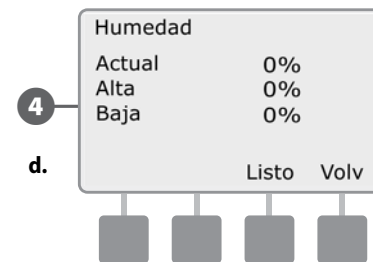 Humedad
Actual 0%
Alta 0%
Baja 0%
4
d.
Listo Volv